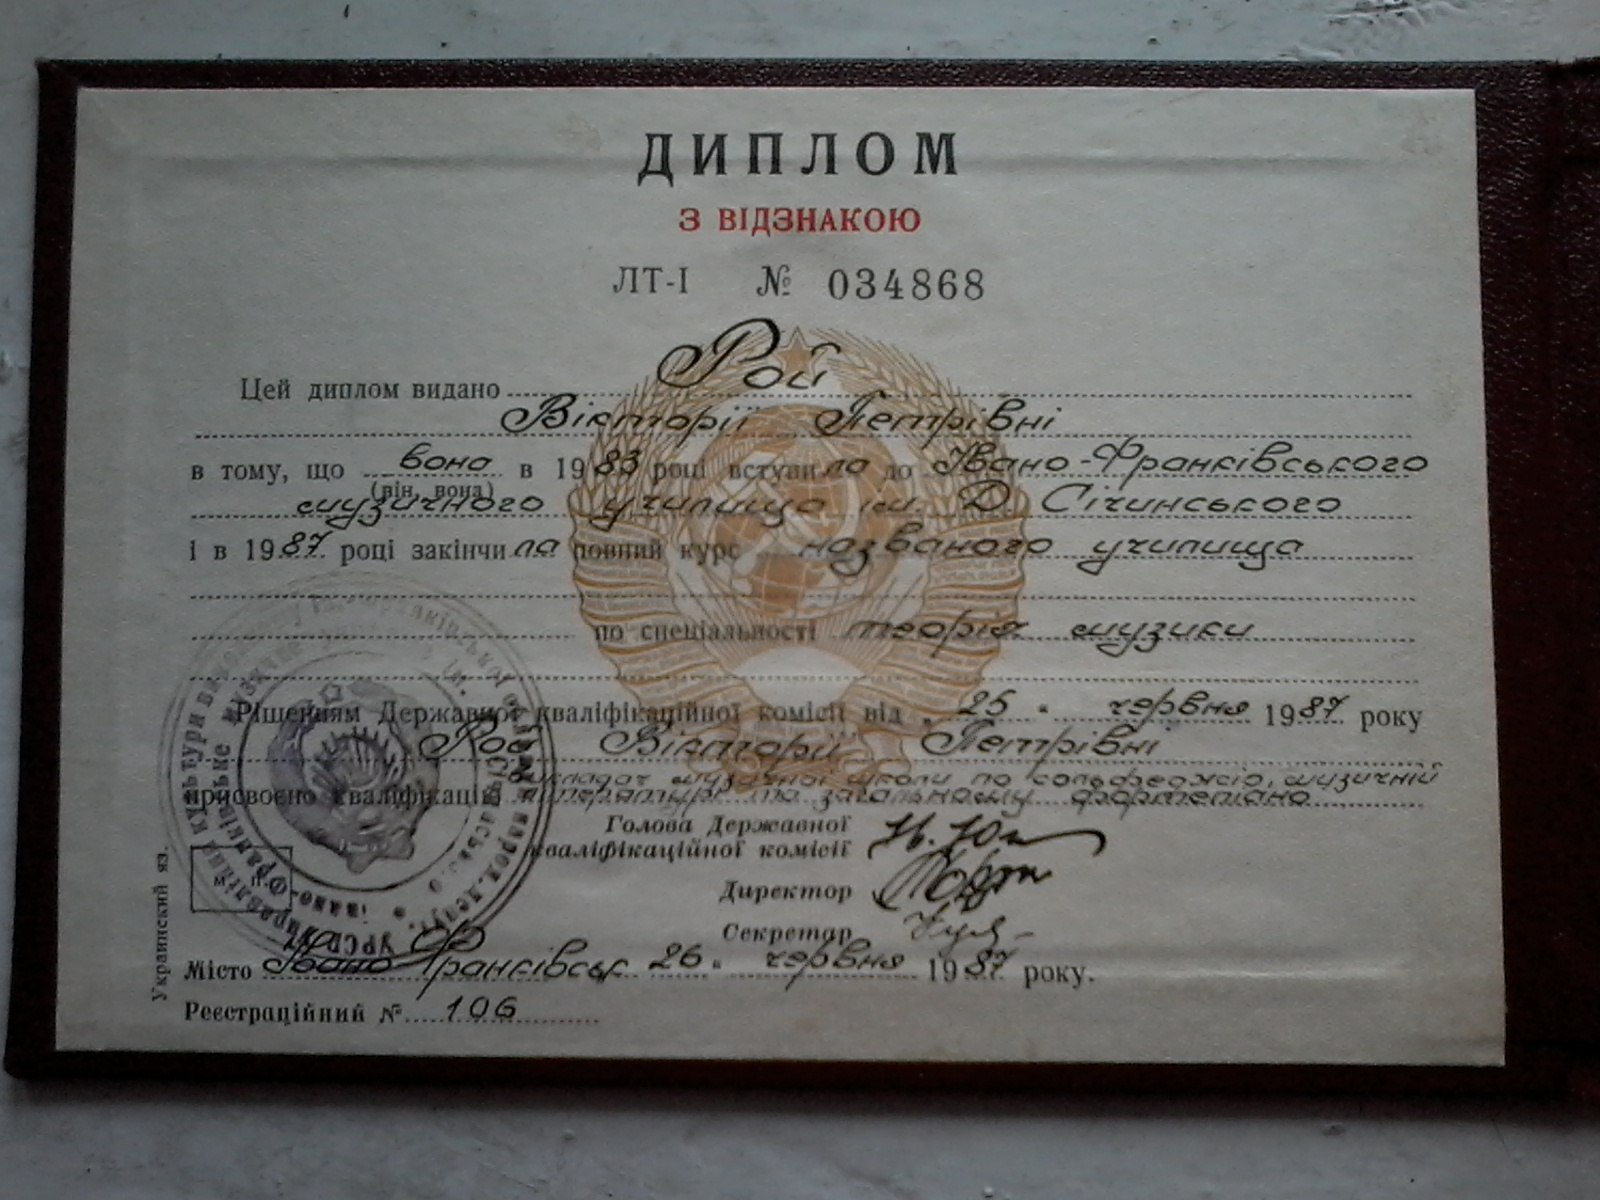 ДИПЛОМ
З ВІДЗНАКОЮ
ЛТ-І № 034868
Цей диплом видано Рой
Вікторії Петрівні
в тому, що вона в 1983 році вступила до Івано-Франківського
(він, вона)
музичного училища ім. Д. Січинського
і в 1987 році закінчила повний курс названого училища
по спеціальності теорія музики
Рішенням Державної кваліфікаційної комісії від „25“ червня 1987 року
Рой Вікторії Петрівні
присвоєно кваліфікацію викладач музичної школи по сольфеджіо, музичній
літературі та загальному фортепіано
Голова Державної
кваліфікаційної комісії
Директор
Секретар
М. П.
Місто Івано Франківськ 26 “ червня 1987 року.
Реєстраційний № 106
Украинский яз.